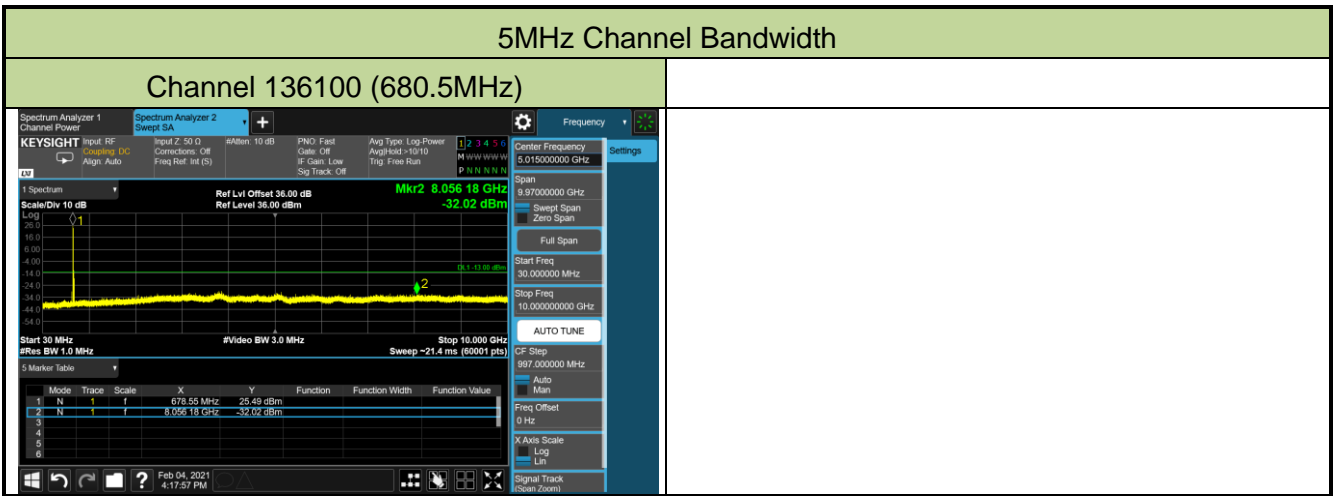 5MHz Channel Bandwidth
Channel 136100 (680.5MHz)
Spectrum Analyzer 1
Channel Power
Spectrum Analyzer 2
Swept SA
+
Frequency
KEYSIGHT
Input: RF
Coupling: DC
Align: Auto
Input Z: 50 Ω
Corrections: Off
Freq Ref: Int (S)
#Atten: 10 dB
PNO: Fast
Gate: Off
IF Gain: Low
Sig Track: Off
Avg Type: Log-Power
Avg|Hold:>10/10
Trig: Free Run
1 2 3 4 5 6
M W W W W W
P N N N N N
LXI
1 Spectrum
Scale/Div 10 dB
Ref Lvl Offset 36.00 dB
Ref Level 36.00 dBm
Mkr2 8.056 18 GHz
-32.02 dBm
Log
26.0
16.0
6.00
-4.00
-14.0
-24.0
-34.0
-44.0
-54.0
1
DL1 -13.00 dBm
2
Start 30 MHz
#Video BW 3.0 MHz
Stop 10.000 GHz
#Res BW 1.0 MHz
Sweep ~21.4 ms (60001 pts)
5 Marker Table
Mode Trace Scale X Y Function Function Width Function Value
1 N 1 f 678.55 MHz 25.49 dBm
2 N 1 f 8.056 18 GHz -32.02 dBm
3
4
5
6
Feb 04, 2021
4:17:57 PM
?
Center Frequency
5.015000000 GHz
Settings
Span
9.97000000 GHz
Swept Span
Zero Span
Full Span
Start Freq
30.000000 MHz
Stop Freq
10.000000000 GHz
AUTO TUNE
CF Step
997.000000 MHz
Auto
Man
Freq Offset
0 Hz
X Axis Scale
Log
Lin
Signal Track
(Span Zoom)